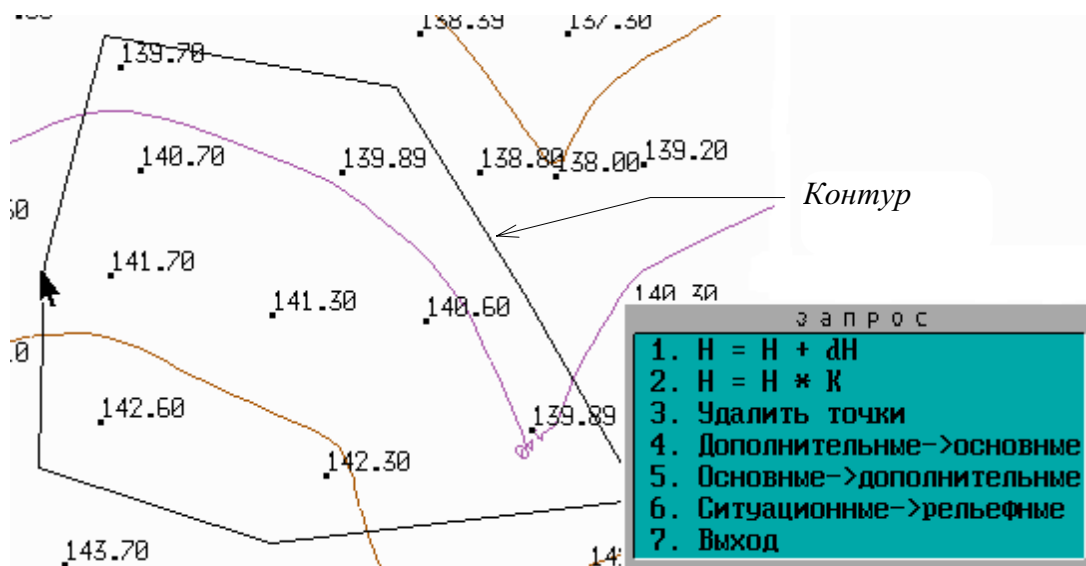 138.39 137.30
139.70
140.70 139.89 138.80 138.00 139.20
Контур
141.70
141.30 140.60 140.30
запрос
1. H = H + dH
2. H = H * K
3. Удалить точки
4. Дополнительные->основные
5. Основные->дополнительные
6. Ситуационные->рельефные
7. Выход
142.60 139.89
142.30
143.70